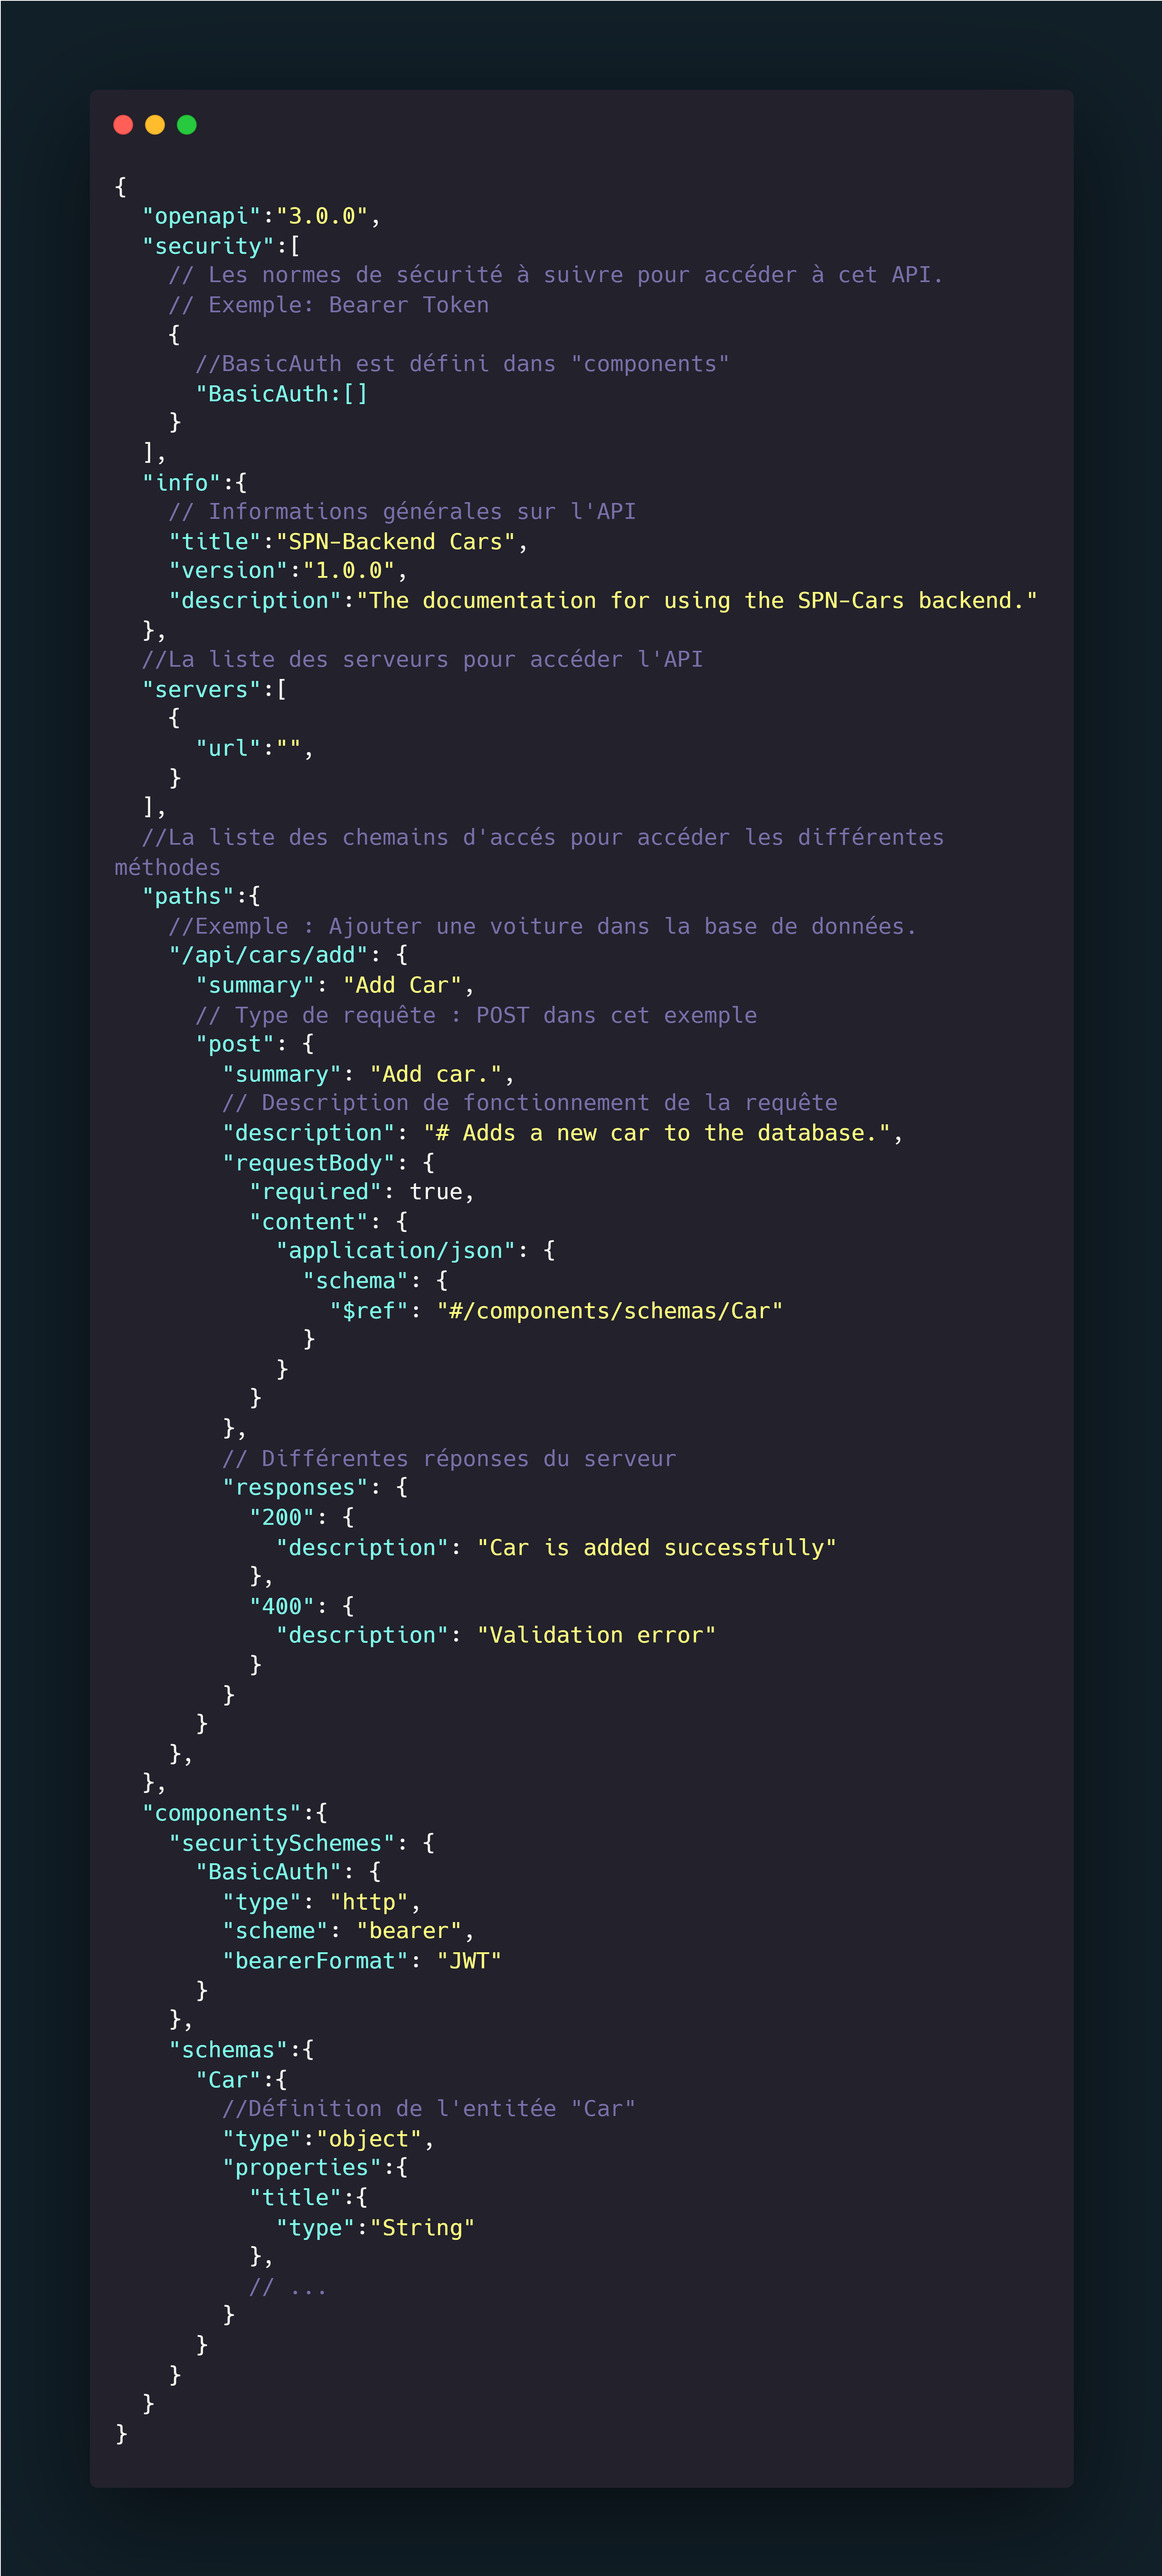 {
  "openapi":"3.0.0",
  "security":[
    // Les normes de sécurité à suivre pour accéder à cet API.
    // Exemple: Bearer Token
    {
      //BasicAuth est défini dans "components"
      "BasicAuth:[]
    }
  ],
  "info":{
    // Informations générales sur l'API
    "title":"SPN-Backend Cars",
    "version":"1.0.0",
    "description":"The documentation for using the SPN-Cars backend."
  },
  //La liste des serveurs pour accéder l'API
  "servers":[
    {
      "url":"",
    }
  ],
  //La liste des chemains d'accés pour accéder les différentes
méthodes
  "paths":{
    //Exemple : Ajouter une voiture dans la base de données.
    "/api/cars/add": {
      "summary": "Add Car",
      // Type de requête : POST dans cet exemple
      "post": {
        "summary": "Add car.",
        // Description de fonctionnement de la requête
        "description": "# Adds a new car to the database.",
        "requestBody": {
          "required": true,
          "content": {
            "application/json": {
              "schema": {
                "$ref": "#/components/schemas/Car"
              }
            }
          }
        },
        // Différentes réponses du serveur
        "responses": {
          "200": {
            "description": "Car is added successfully"
          },
          "400": {
            "description": "Validation error"
          }
        }
      }
    },
  },
  "components":{
    "securitySchemes": {
      "BasicAuth": {
        "type": "http",
        "scheme": "bearer",
        "bearerFormat": "JWT"
      }
    },
    "schemas":{
      "Car":{
        //Définition de l'entitée "Car"
        "type":"object",
        "properties":{
          "title":{
            "type":"String"
          },
          // ...
        }
      }
    }
  }
}